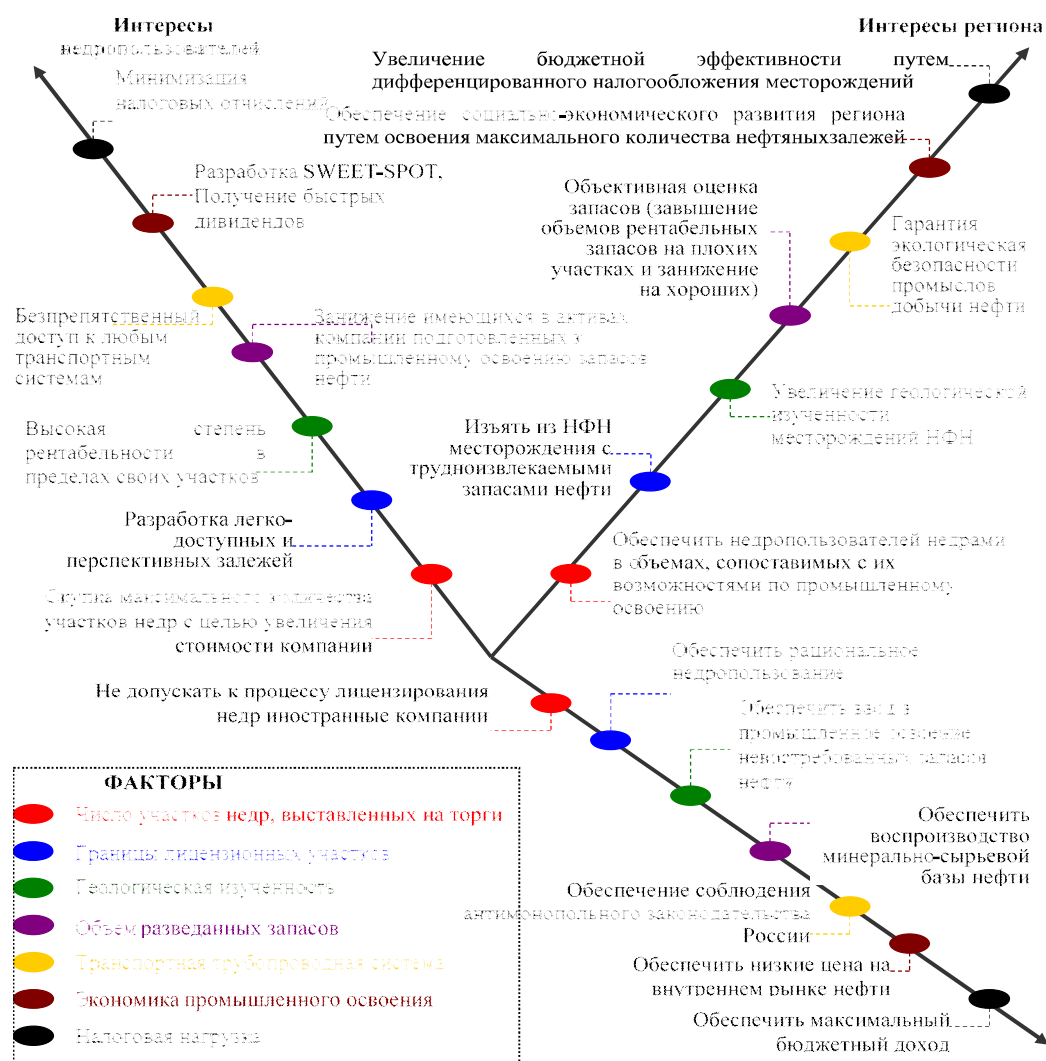 Интересы
недропользователей
Минимизация
налоговых отчислений
Разработка SWEET-SPOT,
Получение быстрых
дивидендов
Безпрепятственный
доступ к любым
транспортным
системам
Занижение имеющихся в активах
компании подготовленных к
промышленному освоению запасов
нефти
Высокая степень
рентабельности в
пределах своих участков
Разработка легко-
доступных и
перспективных залежей
Скупка максимального количества
участков недр с целью увеличения
стоимости компании
Интересы региона
Увеличение бюджетной эффективности путем
дифференцированного налогообложения месторождений
Обеспечение социально-экономического развития региона
путем освоения максимального количества нефтяныхзалежей
Гарантия
экологическая
безопасности
промыслов
добычи нефти
Объективная оценка
запасов (завышение
объемов рентабельных
запасов на плохих
участках и занижение
на хороших)
Увеличение геологической
изученности
месторождений НФН
Изъять из НФН
месторождения с
трудноизвлекаемыми
запасами нефти
Обеспечить недропользователей недрами
в объемах, сопоставимых с их
возможностями по промышленному
освоению
Не допускать к процессу лицензирования
недр иностранные компании
Обеспечить рациональное
недропользование
Обеспечить ввод в
промышленное освоение
невостребованных запасов
нефти
Обеспечить
воспроизводство
минерально-сырьевой
базы нефти
Обеспечение соблюдения
антимонопольного законодательства
России
Обеспечить низкие цена на
внутреннем рынке нефти
Обеспечить максимальный
бюджетный доход
ФАКТОРЫ
Число участков недр, выставленных на торги
Границы лицензионных участков
Геологическая изученность
Объем разведанных запасов
Транспортная трубопроводная система
Экономика промышленного освоения
Налоговая нагрузка